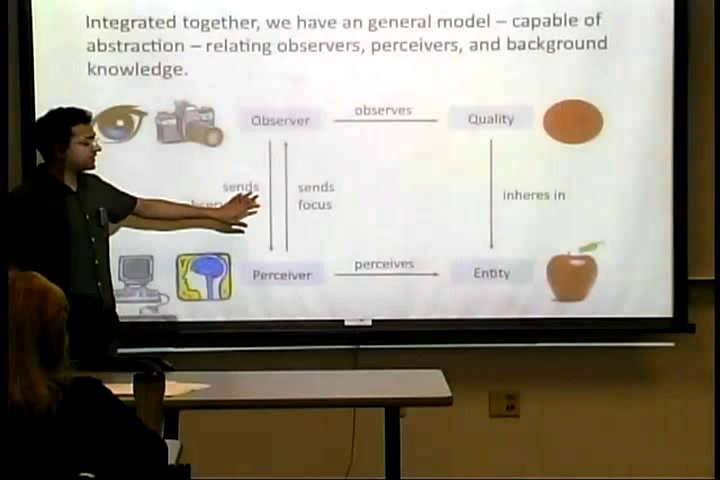 Integrated together, we have an general model – capable of
abstraction – relating observers, perceivers, and background
knowledge.
Observer
observes
Quality
sends
sends
focus
inheres in
Perceiver
perceives
Entity